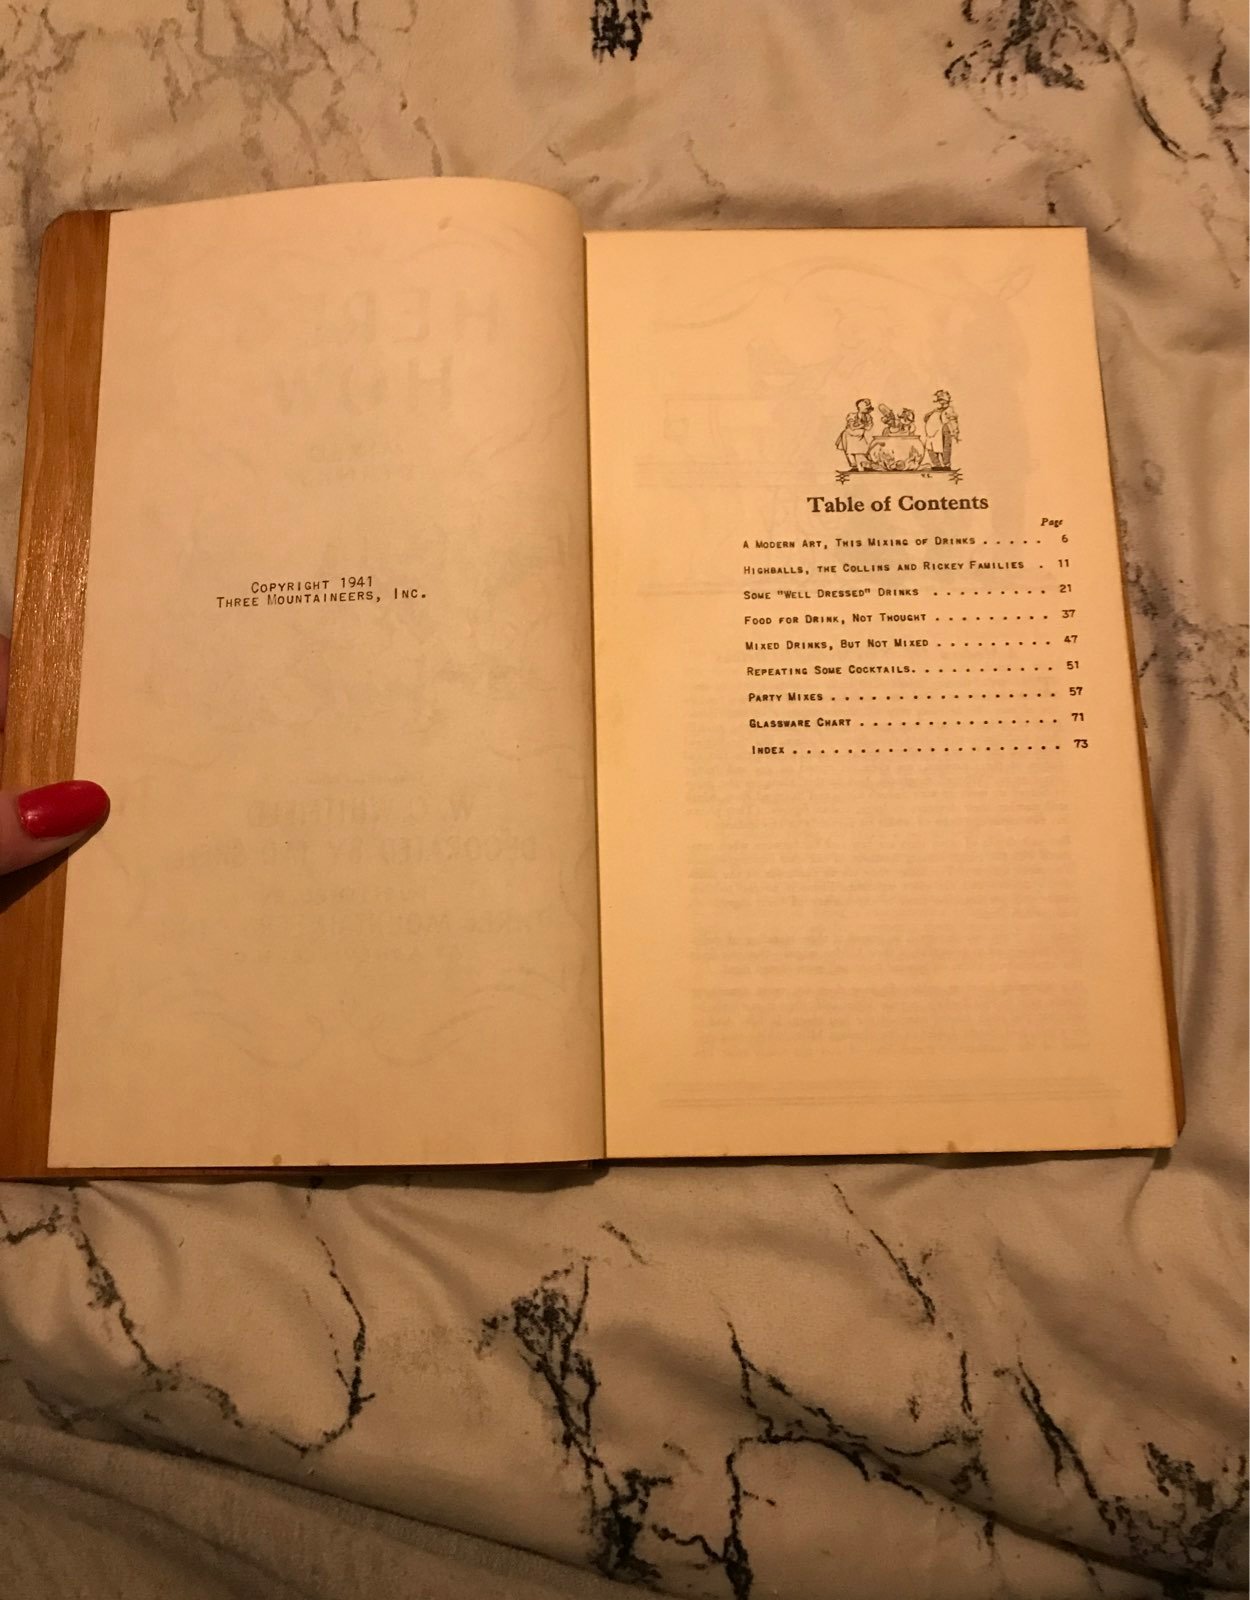 COPYRIGHT 1941
THREE MOUNTAINEERS, INC.
Table of Contents
Page
A MODERN ART, THIS MIXING OF DRINKS . . . . . 6
HIGHBALLS, THE COLLINS AND RICKEY FAMILIES . 11
SOME "WELL DRESSED" DRINKS . . . . . . . . . 21
FOOD FOR DRINK, NOT THOUGHT . . . . . . . . . 37
MIXED DRINKS, BUT NOT MIXED . . . . . . . . . 47
REPEATING SOME COCKTAILS. . . . . . . . . . . 51
PARTY MIXES . . . . . . . . . . . . . . . . . 57
GLASSWARE CHART . . . . . . . . . . . . . . . 71
INDEX . . . . . . . . . . . . . . . . . . . . 73